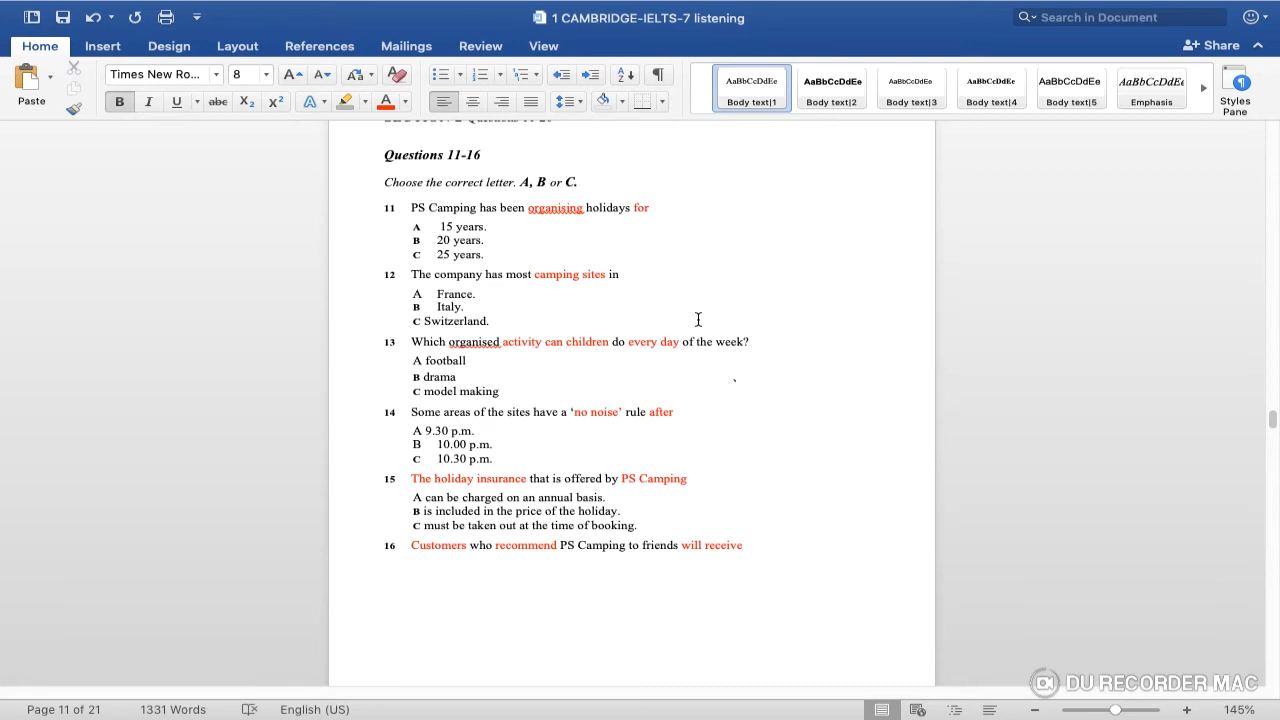 1 CAMBRIDGE-IELTS-7 listening
Search in Document
Home Insert Design Layout References Mailings Review View
Share
Paste
Times New Ro... 8
AaBbCcDdEe AaBbCcDdEe AaBbCcDdEe AaBbCcDdEe AaBbCcDdEe AaBbCcDdEe
Body text|1 Body text|2 Body text|3 Body text|4 Body text|5 Emphasis
Styles Pane
Questions 11-16
Choose the correct letter. A, B or C.
11 PS Camping has been organising holidays for
A 15 years.
B 20 years.
C 25 years.
12 The company has most camping sites in
A France.
B Italy.
C Switzerland.
13 Which organised activity can children do every day of the week?
A football
B drama
C model making
14 Some areas of the sites have a ‘no noise’ rule after
A 9.30 p.m.
B 10.00 p.m.
C 10.30 p.m.
15 The holiday insurance that is offered by PS Camping
A can be charged on an annual basis.
B is included in the price of the holiday.
C must be taken out at the time of booking.
16 Customers who recommend PS Camping to friends will receive
DU RECORDER MAC
Page 11 of 21 1331 Words English (US) 145%